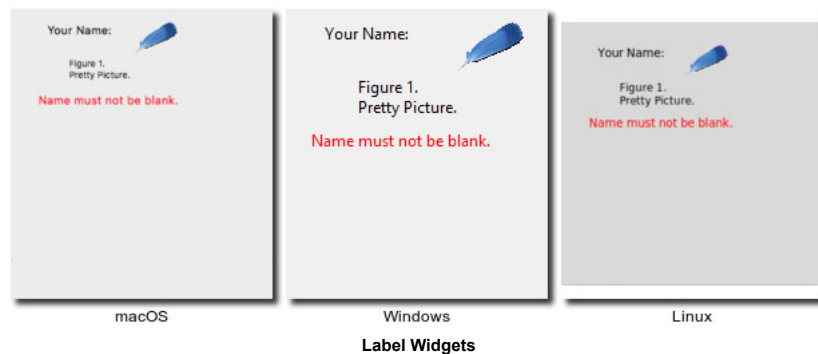 Your Name:
Figure 1.
Pretty Picture.
Name must not be blank.
Your Name:
Figure 1.
Pretty Picture.
Name must not be blank.
Your Name:
Figure 1.
Pretty Picture.
Name must not be blank.
macOS
Windows
Linux
Label Widgets